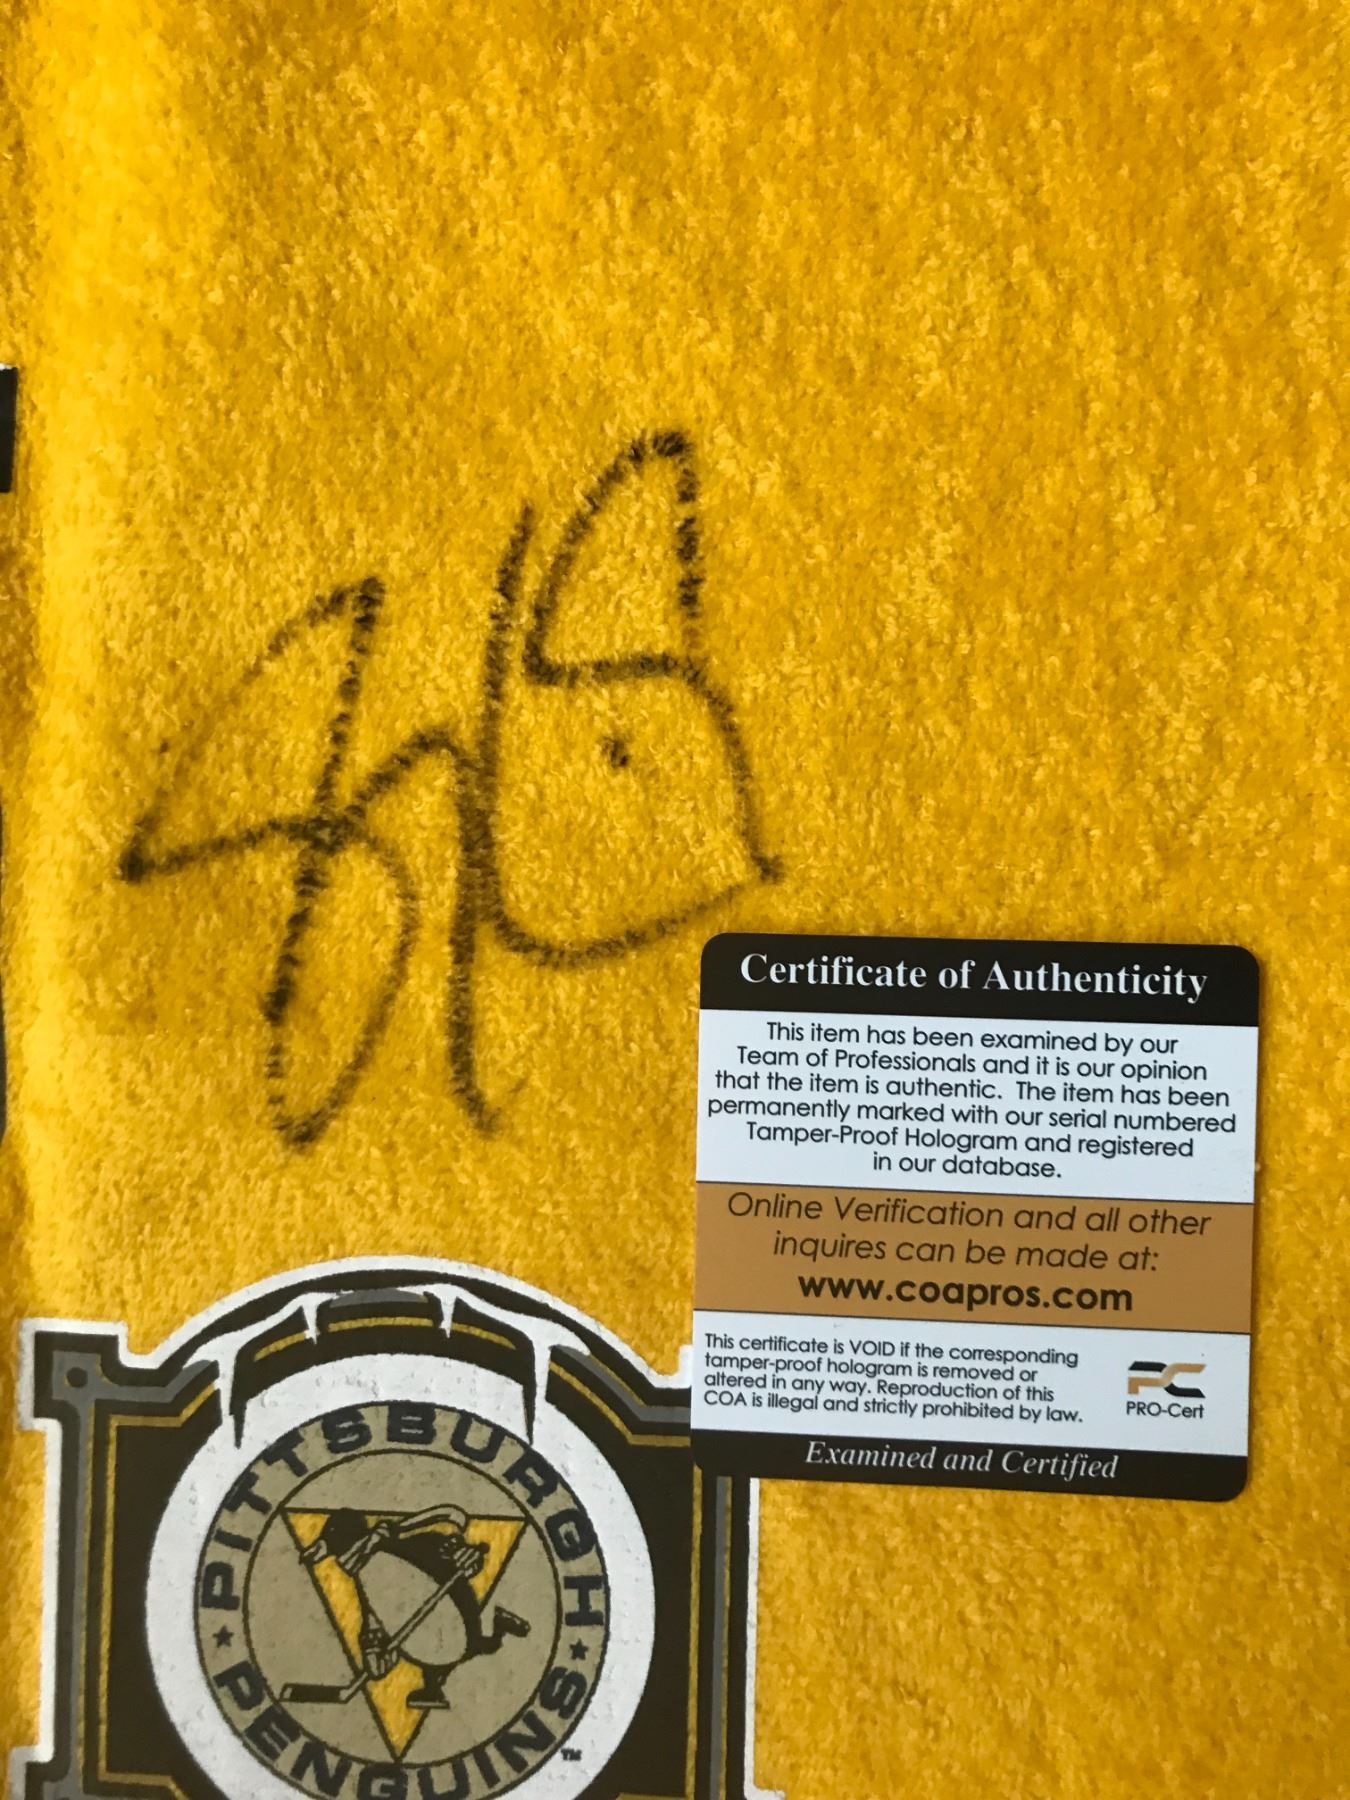 Certificate of Authenticity
This item has been examined by our
Team of Professionals and it is our opinion
that the item is authentic. The item has been
permanently marked with our serial numbered
Tamper-Proof Hologram and registered
in our database.
Online Verification and all other
inquires can be made at:
www.coapros.com
This certificate is VOID if the corresponding
tamper-proof hologram is removed or
altered in any way. Reproduction of this
COA is illegal and strictly prohibited by law.
PC
PRO-Cert
Examined and Certified
PITTSBURGH
PENGUINS
TM